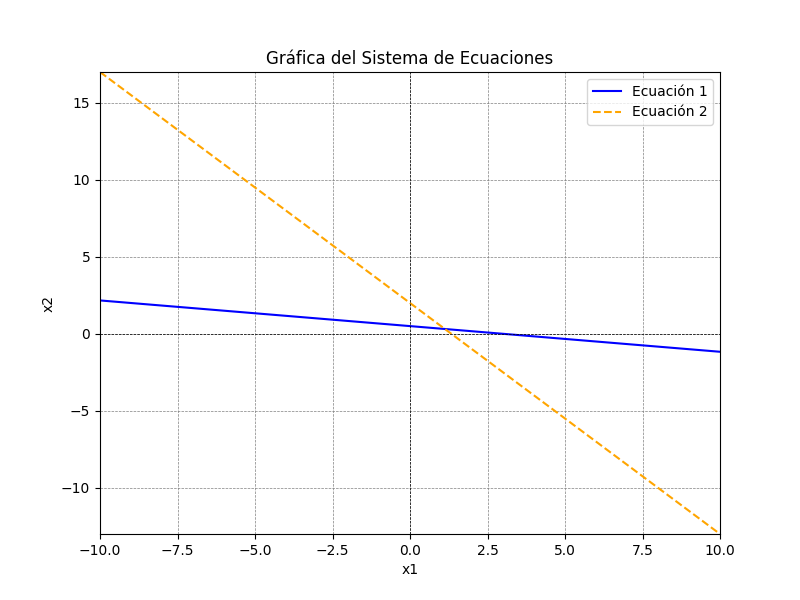 Gráfica del Sistema de Ecuaciones
Ecuación 1
Ecuación 2
x2
15
10
5
0
−5
−10
−10.0 −7.5 −5.0 −2.5 0.0 2.5 5.0 7.5 10.0
x1